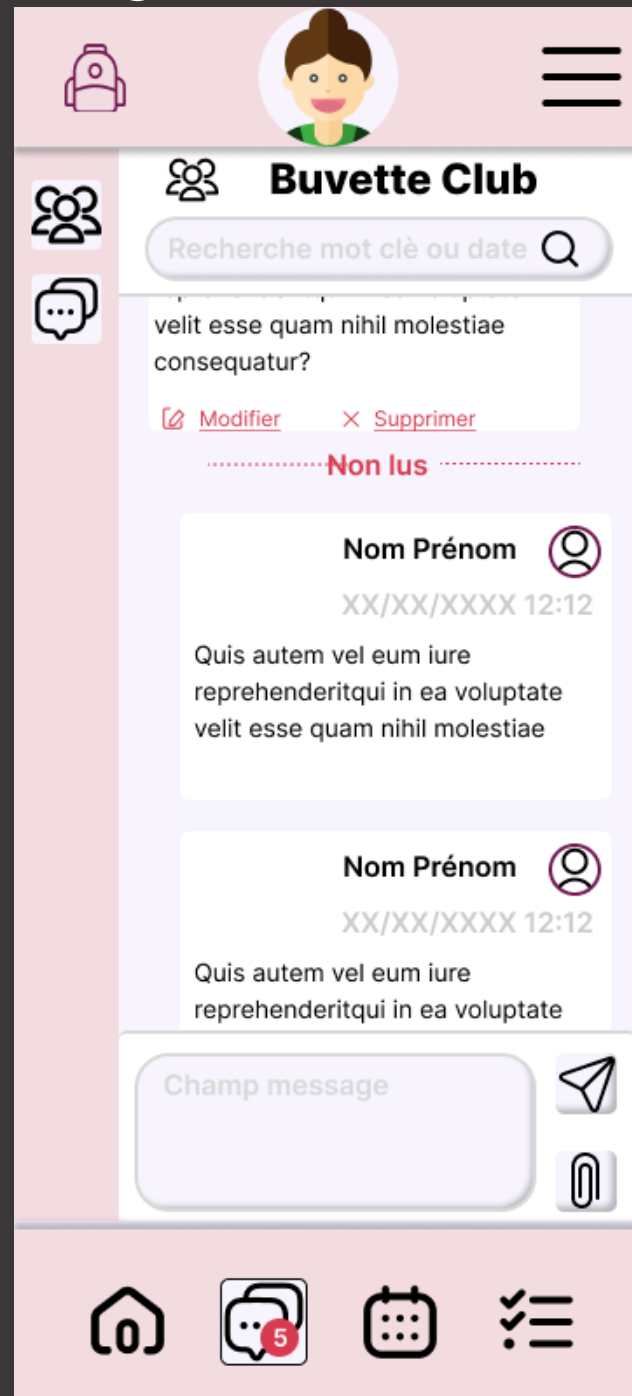 Buvette Club
Recherche mot clè ou date
velit esse quam nihil molestiae
consequatur?
Modifier
Supprimer
Non lus
Nom Prénom
XX/XX/XXXX 12:12
Quis autem vel eum iure
reprehenderitqui in ea voluptate
velit esse quam nihil molestiae
Nom Prénom
XX/XX/XXXX 12:12
Quis autem vel eum iure
reprehenderitqui in ea voluptate
Champ message
5